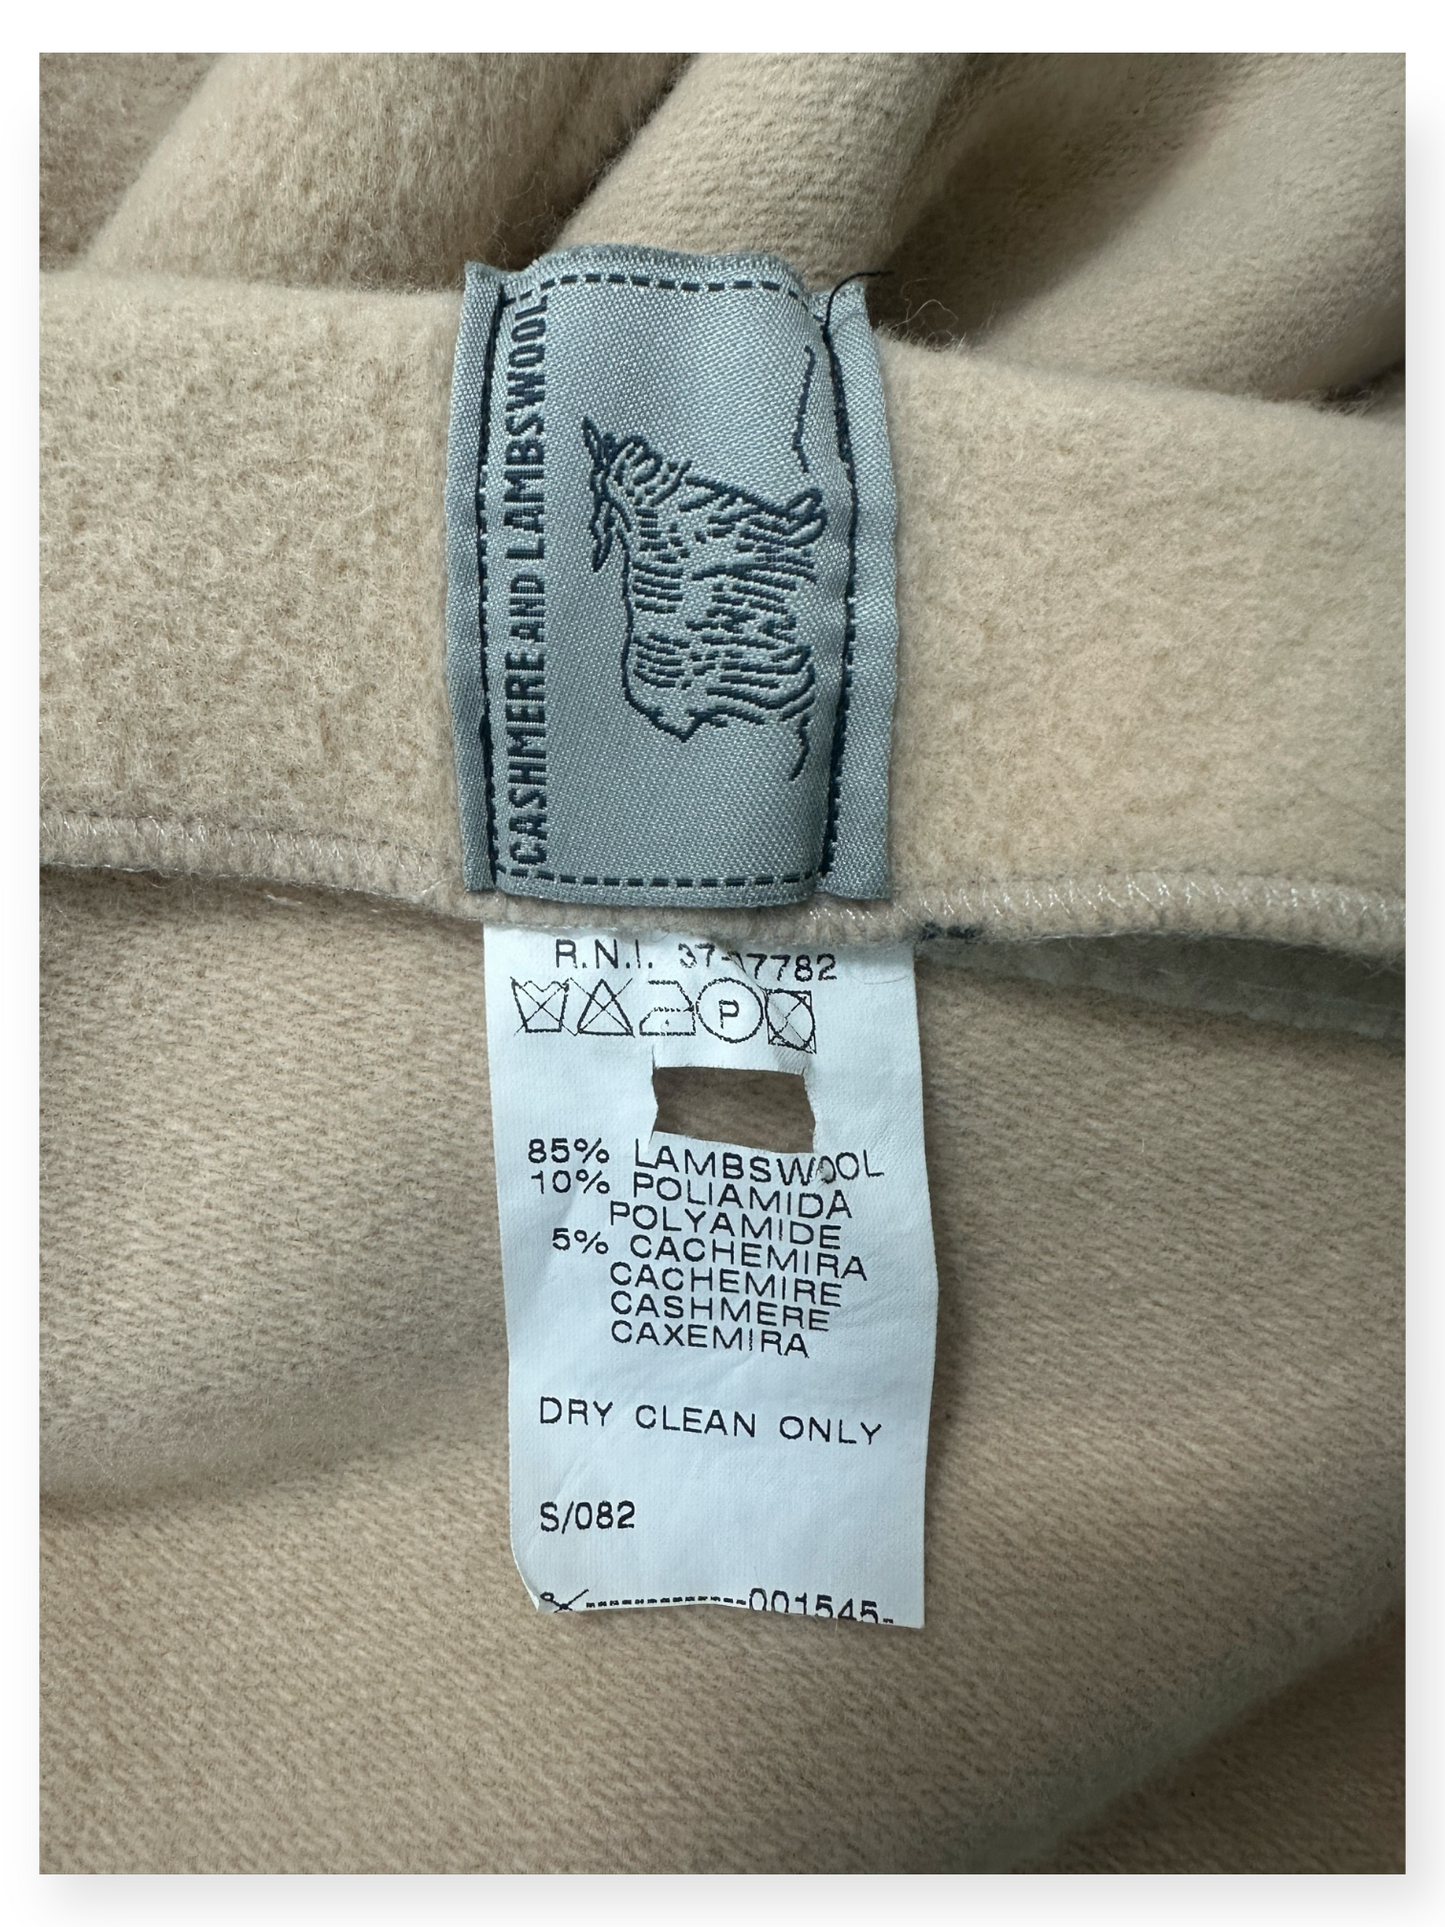 CASHMERE AND LAMBSWOOL
R.N.I. 37-17782
P
85% LAMBSWOOL
10% POLIAMIDA
POLYAMIDE
5% CACHEMIRA
CACHEMIRE
CASHMERE
CAXEMIRA
DRY CLEAN ONLY
S/082
001545-